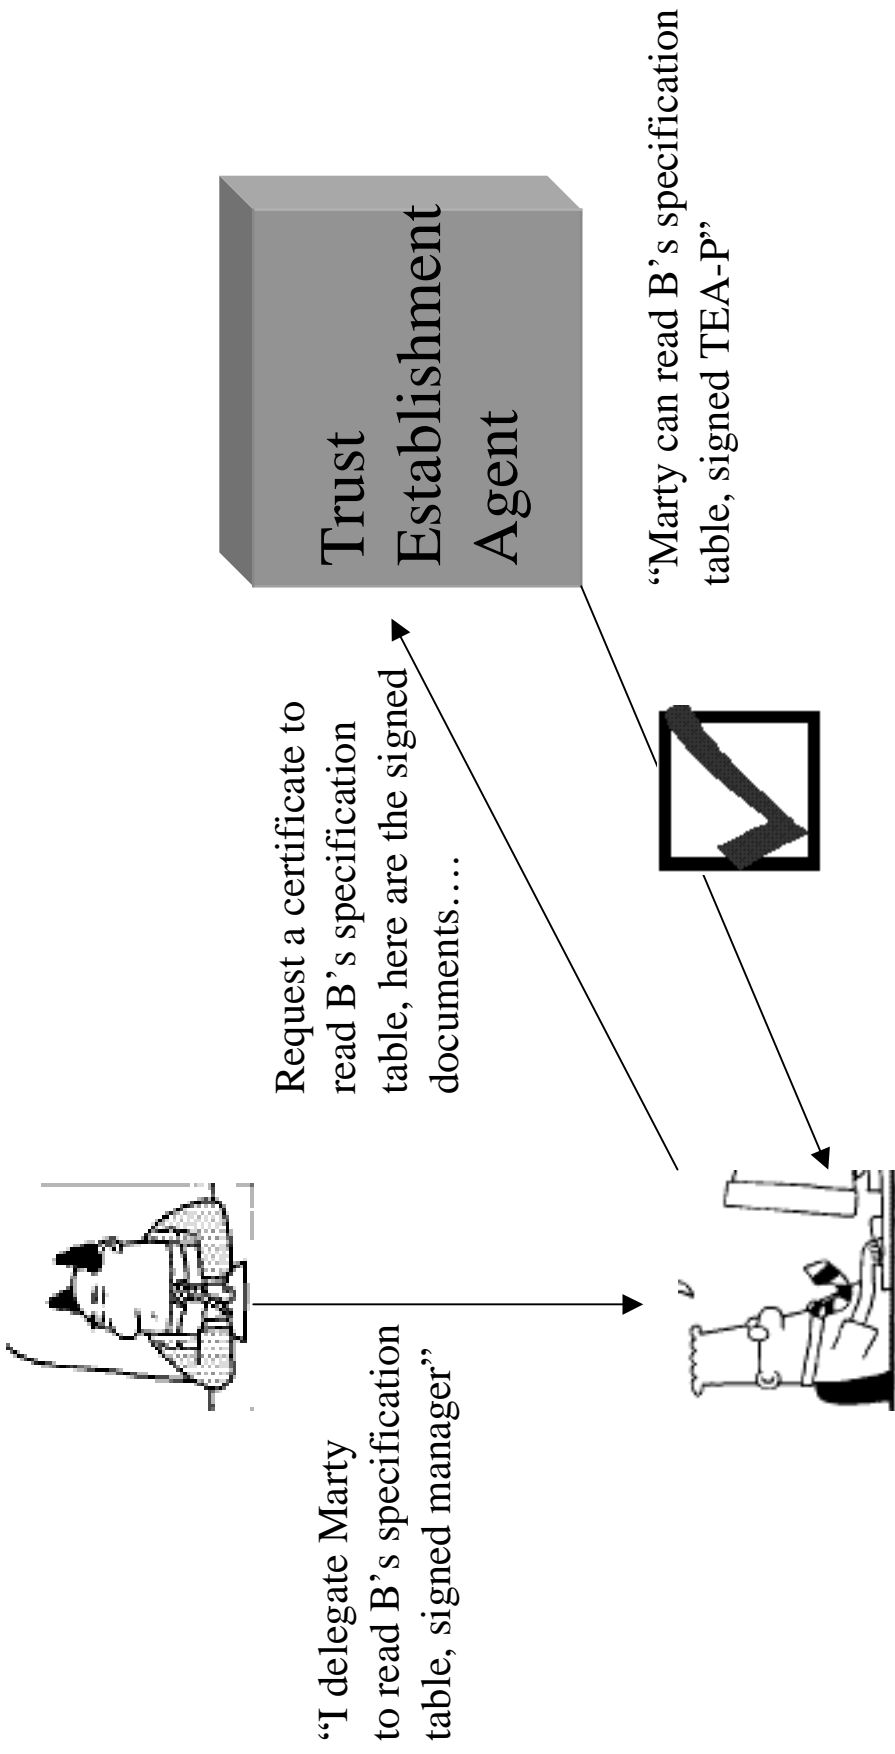 “I delegate Marty
to read B’s specification
table, signed manager”
Request a certificate to
read B’s specification
table, here are the signed
documents….
Trust
Establishment
Agent
“Marty can read B’s specification
table, signed TEA-P”